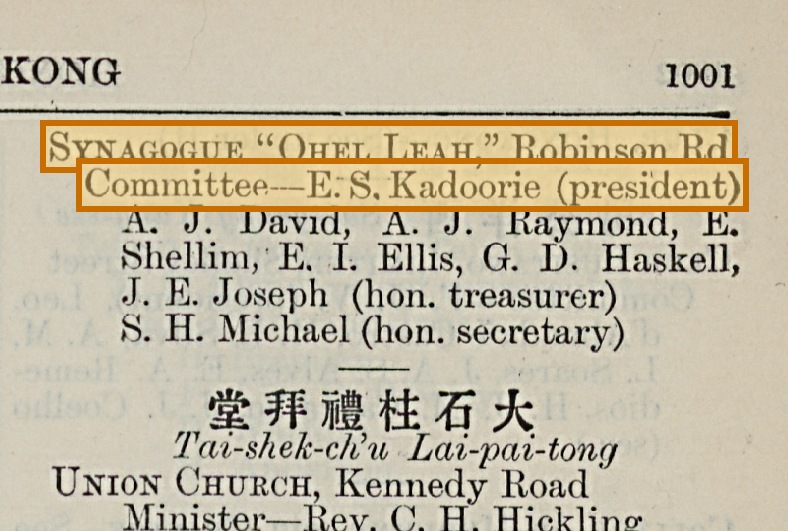 KONG 1001
SYNAGOGUE “OHEL LEAH,” Robinson Rd
Committee—E. S. Kadoorie (president)
A. J. David, A. J. Raymond, E.
Shellim, E. I. Ellis, G. D. Haskell,
J. E. Joseph (hon. treasurer)
S. H. Michael (hon. secretary)
堂拜禮柱石大
Tai-shek-ch'u Lai-pai-tong
UNION CHURCH, Kennedy Road
Minister—Rev. C. H. Hickling